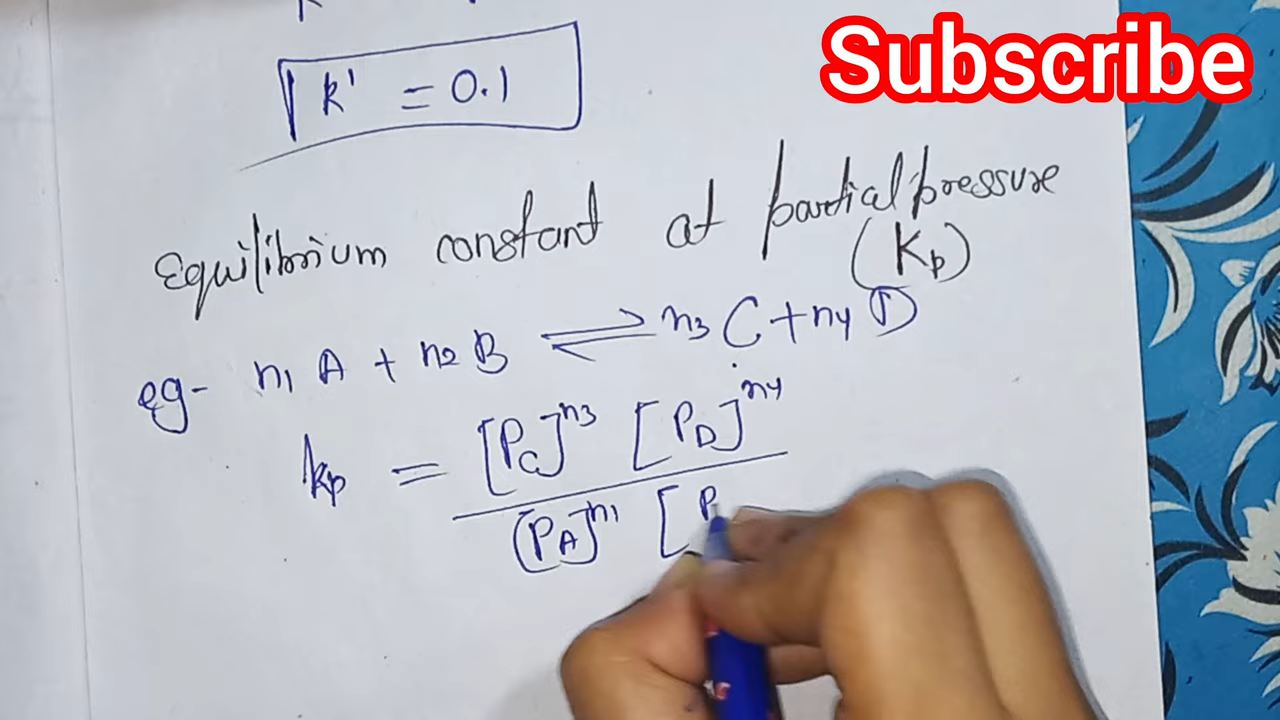 Subscribe
K' = 0.1
Equilibrium constant at partial pressure
(Kp)
eg- n1 A + n2 B ⇌ n3 C + n4 D
kp = [PC]^n3 [PD]^n4
[PA]^n1 [P